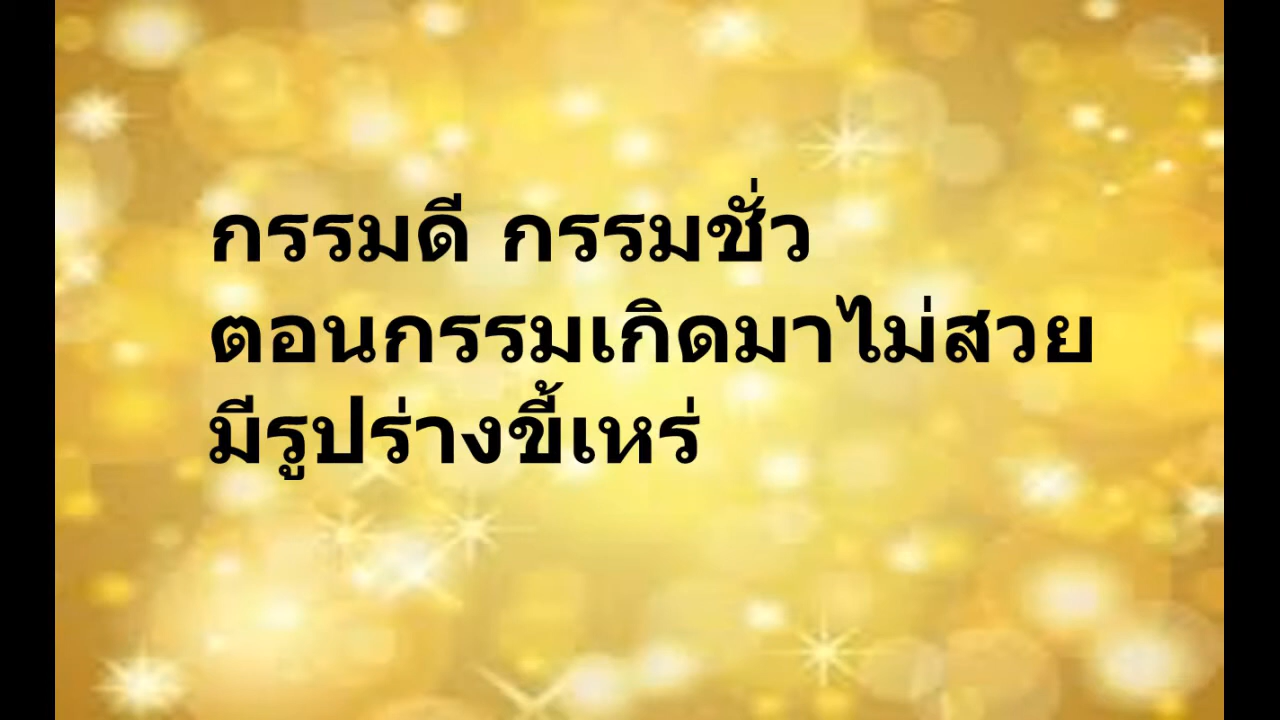 กรรมดี กรรมชั่ว
ตอนกรรมเกิดมาไม่สวย
มีรูปร่างขี้เหร่